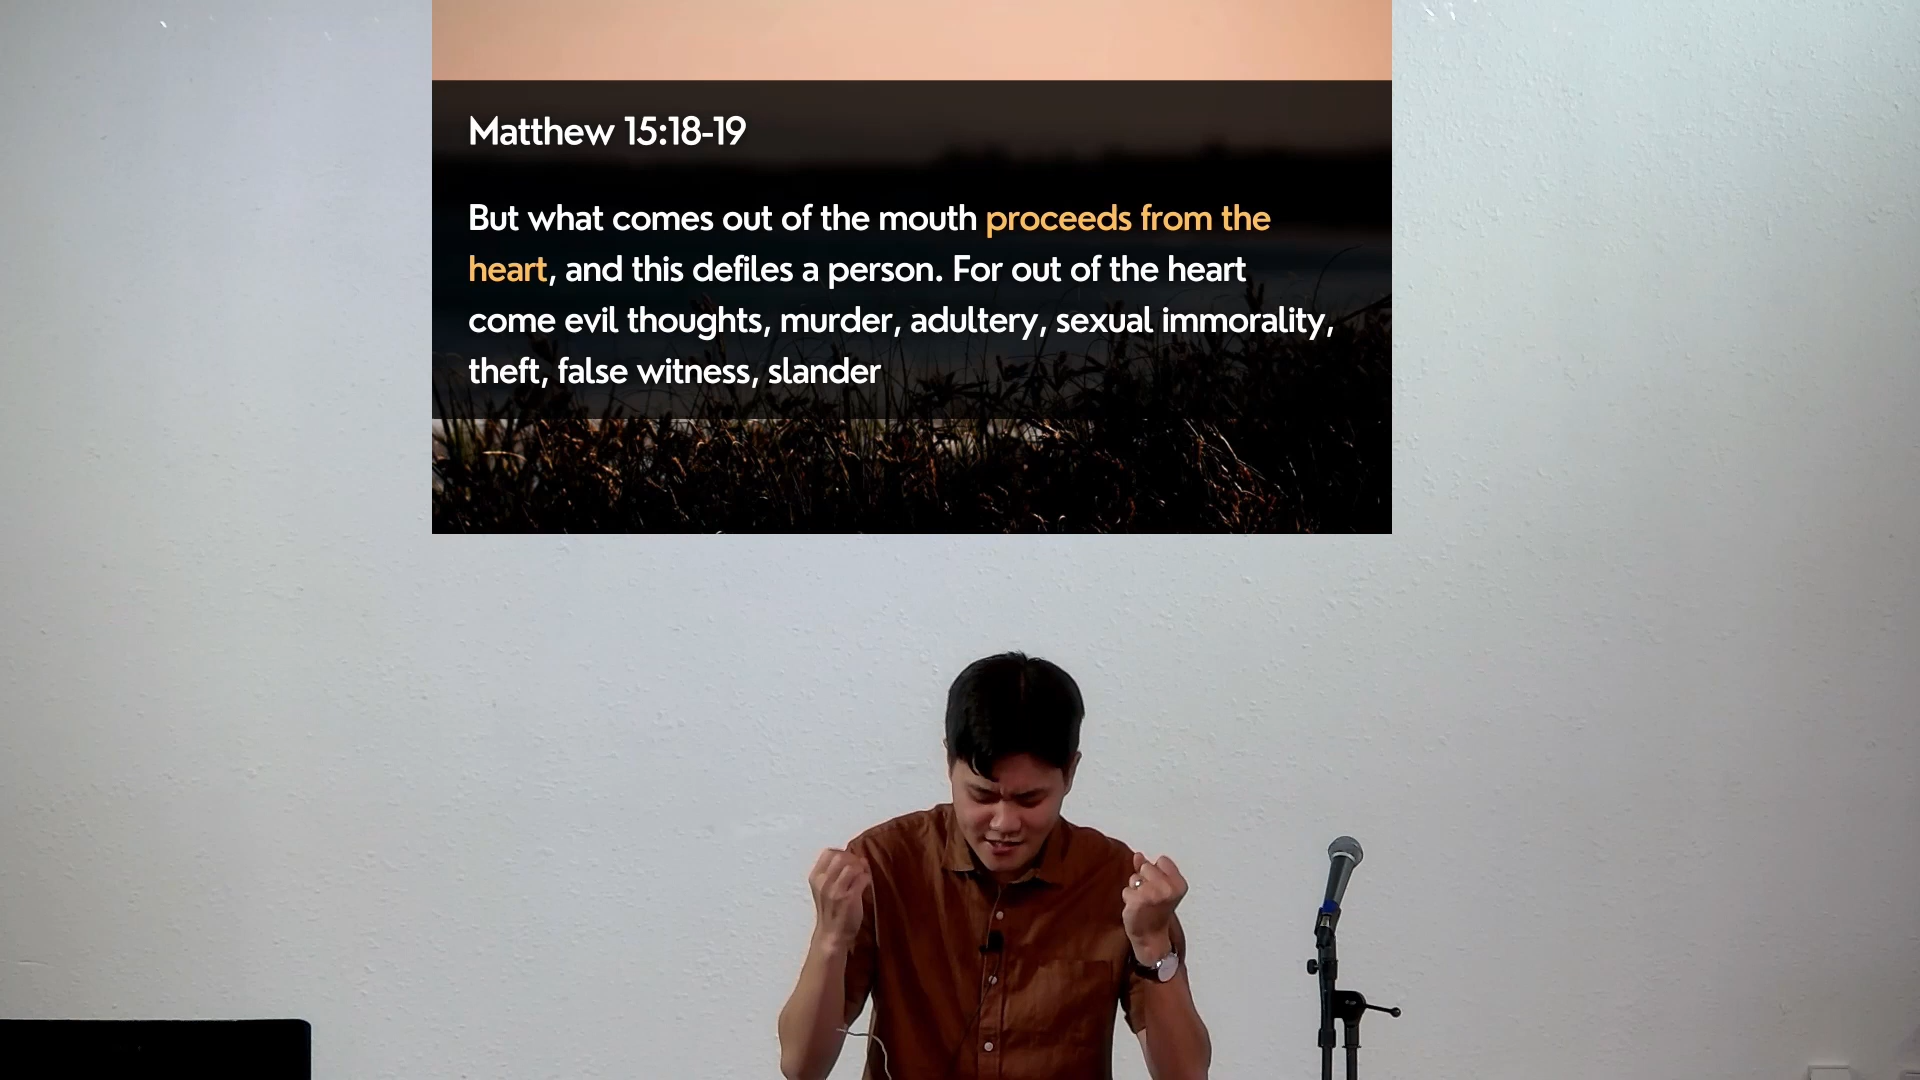 Matthew 15:18-19
But what comes out of the mouth proceeds from the
heart, and this defiles a person. For out of the heart
come evil thoughts, murder, adultery, sexual immorality,
theft, false witness, slander